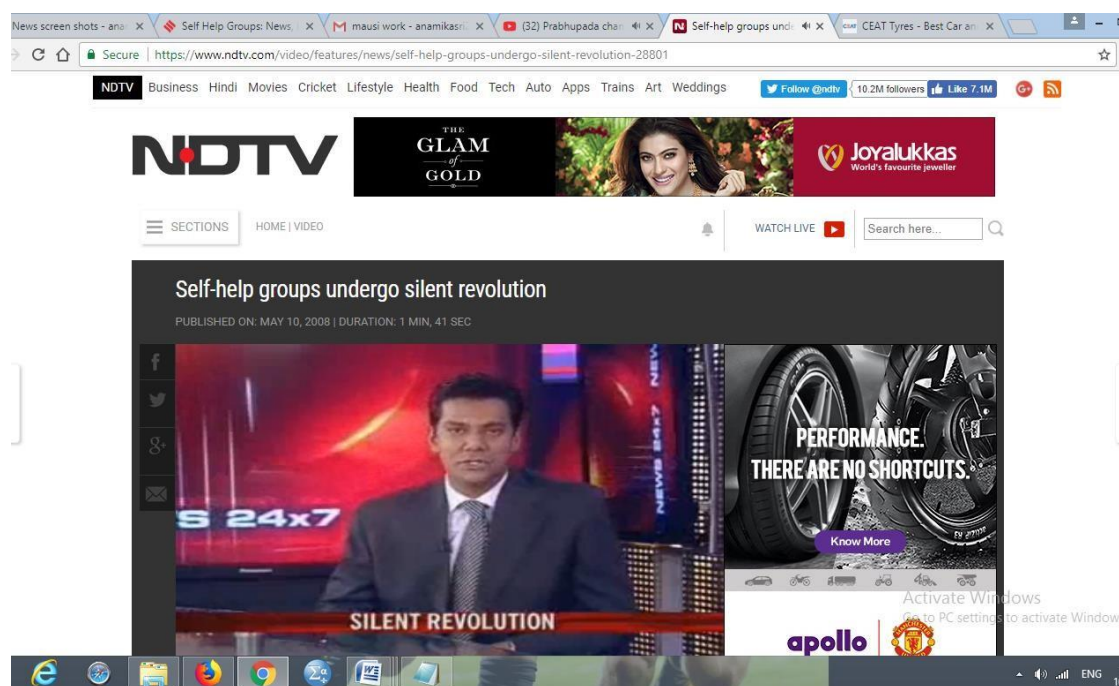 News screen shots - ana
Self Help Groups: News,
mausi work - anamikasri
(32) Prabhupada chan
Self-help groups unde
CEAT Tyres - Best Car an
Secure | https://www.ndtv.com/video/features/news/self-help-groups-undergo-silent-revolution-28801
NDTV Business Hindi Movies Cricket Lifestyle Health Food Tech Auto Apps Trains Art Weddings Follow @ndtv 10.2M followers Like 7.1M G+
NDTV
THE
GLAM
of
GOLD
Joyalukkas
World's favourite jeweller
SECTIONS HOME | VIDEO WATCH LIVE Search here...
Self-help groups undergo silent revolution
PUBLISHED ON: MAY 10, 2008 | DURATION: 1 MIN, 41 SEC
NEWS 24x7
S 24x7
SILENT REVOLUTION
PERFORMANCE.
THERE ARE NO SHORTCUTS.
Know More
Activate Windows
Go to PC settings to activate Window
apollo
MANCHESTER
UNITED
ENG